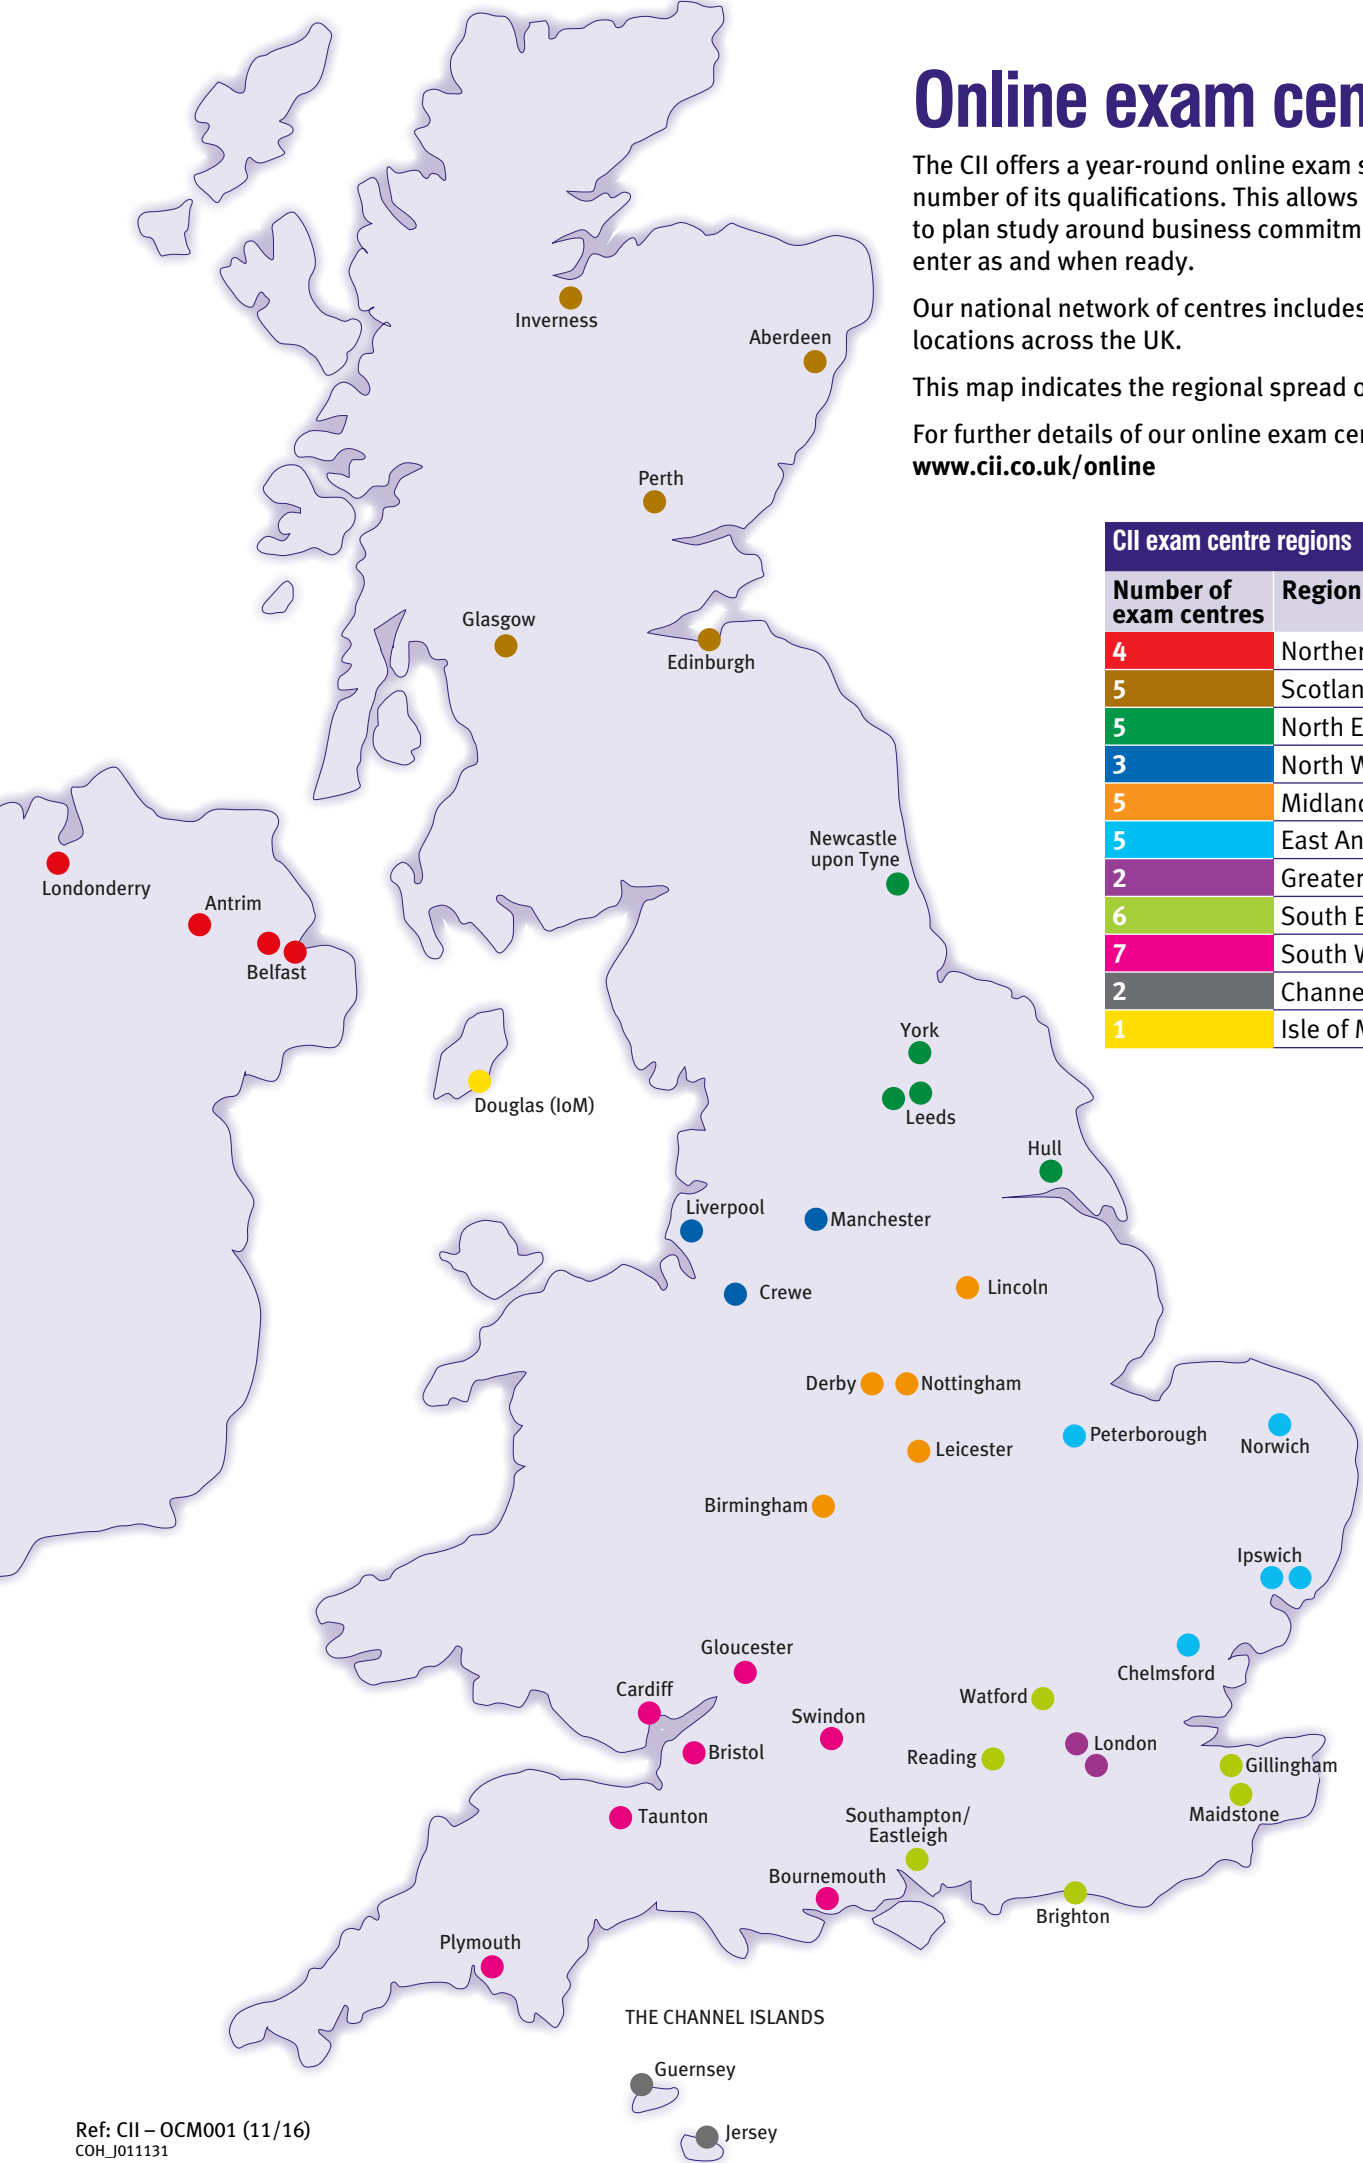 Online exam cen
The CII offers a year-round online exam s
number of its qualifications. This allows
to plan study around business commitm
enter as and when ready.
Our national network of centres includes
locations across the UK.
This map indicates the regional spread o
For further details of our online exam cen
www.cii.co.uk/online
CII exam centre regions
Number of
exam centres
Region
4 Norther
5 Scotlan
5 North E
3 North W
5 Midland
5 East An
2 Greater
6 South E
7 South W
2 Channe
1 Isle of M
Inverness
Aberdeen
Perth
Glasgow
Edinburgh
Newcastle
upon Tyne
Londonderry
Antrim
Belfast
York
Leeds
Douglas (IoM)
Hull
Liverpool
Manchester
Crewe
Lincoln
Derby
Nottingham
Peterborough
Norwich
Leicester
Birmingham
Ipswich
Gloucester
Chelmsford
Cardiff
Watford
Swindon
London
Bristol
Reading
Gillingham
Taunton
Southampton/
Eastleigh
Maidstone
Bournemouth
Brighton
Plymouth
THE CHANNEL ISLANDS
Guernsey
Jersey
Ref: CII – OCM001 (11/16)
COH_J011131